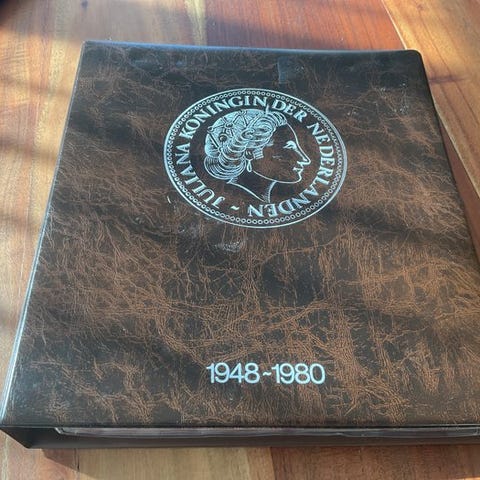 JULIANA KONINGIN DER NEDERLANDEN ~
1948~1980